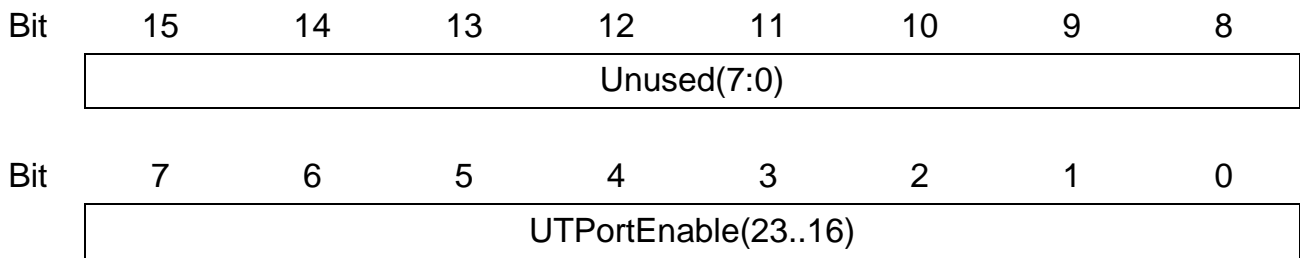 Bit 15 14 13 12 11 10 9 8
Unused(7:0)
Bit 7 6 5 4 3 2 1 0
UTPortEnable(23..16)